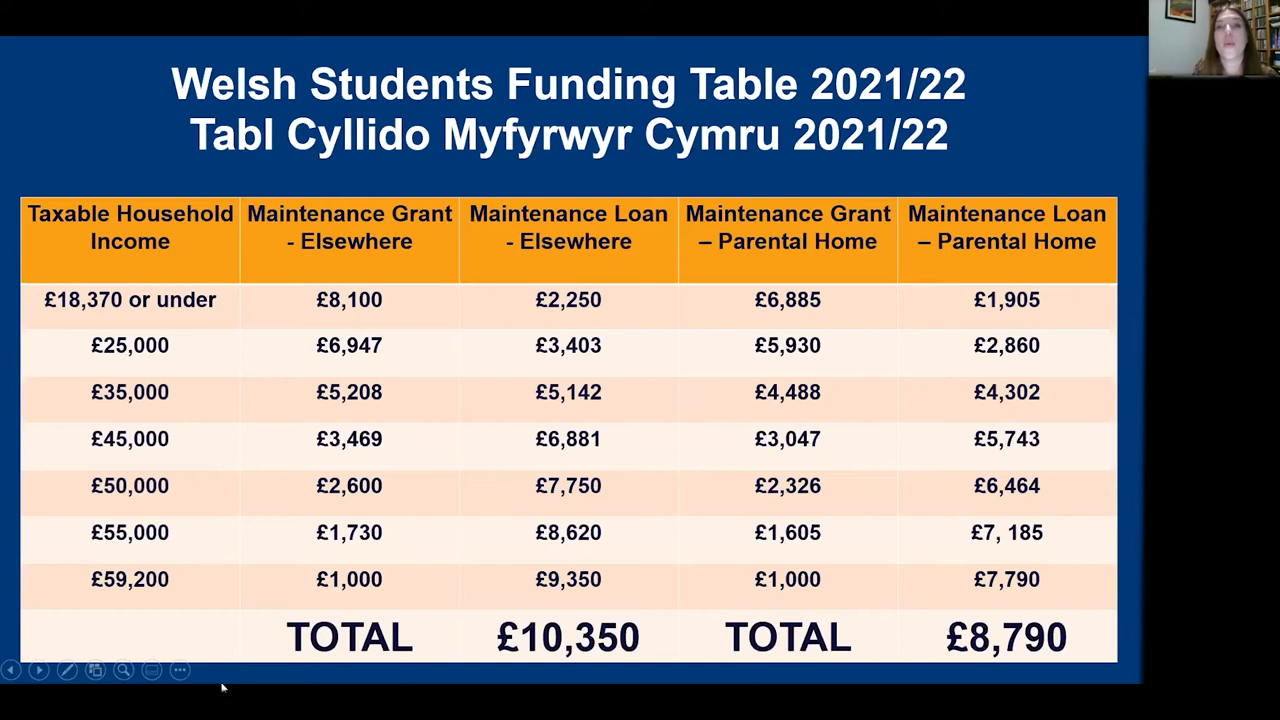 Welsh Students Funding Table 2021/22
Tabl Cyllido Myfyrwyr Cymru 2021/22
Taxable Household Income Maintenance Grant - Elsewhere Maintenance Loan - Elsewhere Maintenance Grant – Parental Home Maintenance Loan – Parental Home
£18,370 or under £8,100 £2,250 £6,885 £1,905
£25,000 £6,947 £3,403 £5,930 £2,860
£35,000 £5,208 £5,142 £4,488 £4,302
£45,000 £3,469 £6,881 £3,047 £5,743
£50,000 £2,600 £7,750 £2,326 £6,464
£55,000 £1,730 £8,620 £1,605 £7, 185
£59,200 £1,000 £9,350 £1,000 £7,790
TOTAL £10,350 TOTAL £8,790